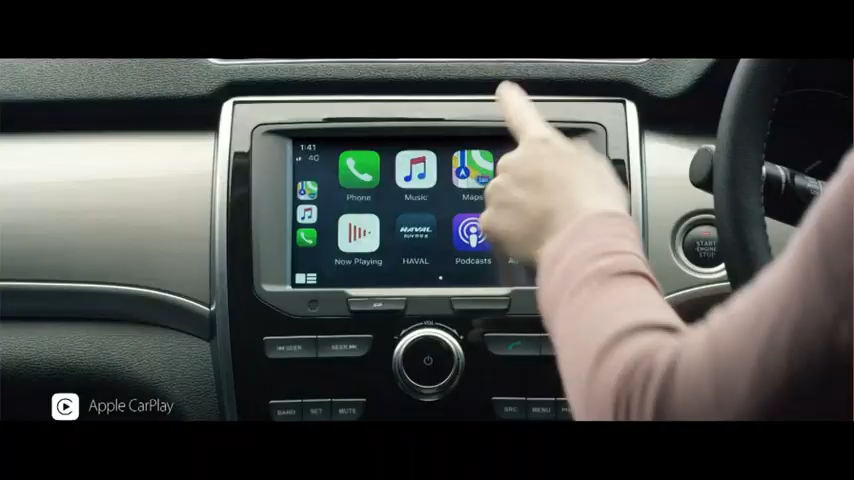 1:41
4G
Phone
Music
Maps
Now Playing
HAVAL
HAVAL
Podcasts
VOL
START
ENGINE
STOP
SEEK
SEEK
BAND
SET
MUTE
SRC
MENU
Apple CarPlay